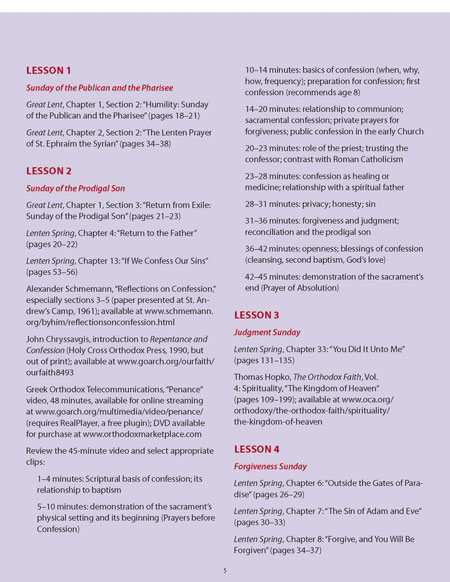 LESSON 1
Sunday of the Publican and the Pharisee
Great Lent, Chapter 1, Section 2: “Humility: Sunday
of the Publican and the Pharisee” (pages 18–21)
Great Lent, Chapter 2, Section 2: “The Lenten Prayer
of St. Ephraim the Syrian” (pages 34–38)
LESSON 2
Sunday of the Prodigal Son
Great Lent, Chapter 1, Section 3: “Return from Exile:
Sunday of the Prodigal Son” (pages 21–23)
Lenten Spring, Chapter 4: “Return to the Father”
(pages 20–22)
Lenten Spring, Chapter 13: “If We Confess Our Sins”
(pages 53–56)
Alexander Schmemann, “Reflections on Confession,”
especially sections 3–5 (paper presented at St. An-
drew’s Camp, 1961); available at www.schmemann.
org/byhim/reflectionsonconfession.html
John Chryssavgis, introduction to Repentance and
Confession (Holy Cross Orthodox Press, 1990, but
out of print); available at www.goarch.org/ourfaith/
ourfaith8493
Greek Orthodox Telecommunications, “Penance”
video, 48 minutes, available for online streaming
at www.goarch.org/multimedia/video/penance/
(requires RealPlayer, a free plugin); DVD available
for purchase at www.orthodoxmarketplace.com
Review the 45-minute video and select appropriate
clips:
1–4 minutes: Scriptural basis of confession; its
relationship to baptism
5–10 minutes: demonstration of the sacrament’s
physical setting and its beginning (Prayers before
Confession)
10–14 minutes: basics of confession (when, why,
how, frequency); preparation for confession; first
confession (recommends age 8)
14–20 minutes: relationship to communion;
sacramental confession; private prayers for
forgiveness; public confession in the early Church
20–23 minutes: role of the priest; trusting the
confessor; contrast with Roman Catholicism
23–28 minutes: confession as healing or
medicine; relationship with a spiritual father
28–31 minutes: privacy; honesty; sin
31–36 minutes: forgiveness and judgment;
reconciliation and the prodigal son
36–42 minutes: openness; blessings of confession
(cleansing, second baptism, God’s love)
42–45 minutes: demonstration of the sacrament’s
end (Prayer of Absolution)
LESSON 3
Judgment Sunday
Lenten Spring, Chapter 33: “You Did It Unto Me”
(pages 131–135)
Thomas Hopko, The Orthodox Faith, Vol.
4: Spirituality, “The Kingdom of Heaven”
(pages 109–199); available at www.oca.org/
orthodoxy/the-orthodox-faith/spirituality/
the-kingdom-of-heaven
LESSON 4
Forgiveness Sunday
Lenten Spring, Chapter 6: “Outside the Gates of Para-
dise” (pages 26–29)
Lenten Spring, Chapter 7: “The Sin of Adam and Eve”
(pages 30–33)
Lenten Spring, Chapter 8: “Forgive, and You Will Be
Forgiven” (pages 34–37)
5